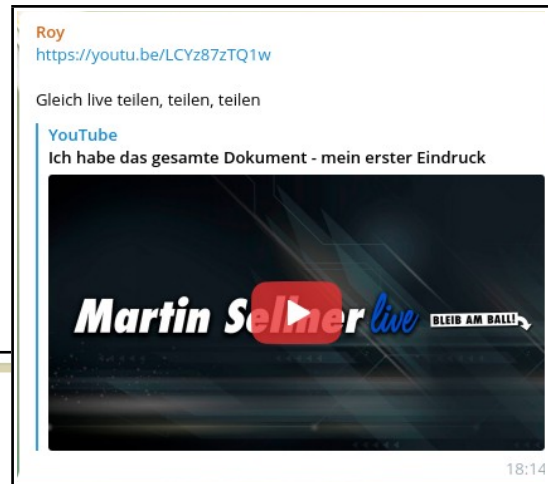 Roy
https://youtu.be/LCYz87zTQ1w
Gleich live teilen, teilen, teilen
YouTube
Ich habe das gesamte Dokument - mein erster Eindruck
Martin Sellner live BLEIB AM BALL!
18:14